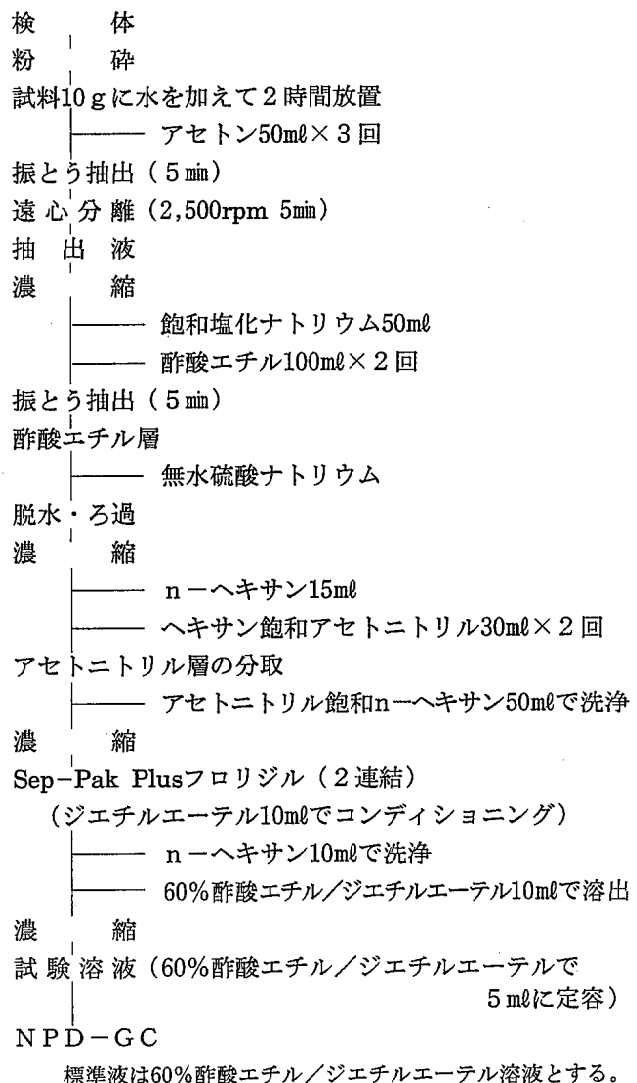 検　　　体
粉　　　砕
試料10ｇに水を加えて２時間放置
アセトン50mℓ×３回
振とう抽出（５㎜）
遠 心 分 離（2,500rpm 5㎜）
抽　出　液
濃　　　縮
飽和塩化ナトリウム50mℓ
酢酸エチル100mℓ×２回
振とう抽出（５㎜）
酢酸エチル層
無水硫酸ナトリウム
脱水・ろ過
濃　　　縮
ｎ－ヘキサン15mℓ
ヘキサン飽和アセトニトリル30mℓ×２回
アセトニトリル層の分取
アセトニトリル飽和n－ヘキサン50mℓで洗浄
濃　　　縮
Sep－Pak Plusフロリジル（２連結）
（ジエチルエーテル10mℓでコンディショニング）
ｎ－ヘキサン10mℓで洗浄
60％酢酸エチル／ジエチルエーテル10mℓで溶出
濃　　　縮
試 験 溶 液（60％酢酸エチル／ジエチルエーテルで
５mℓに定容）
ＮＰＤ－ＧＣ
標準液は60％酢酸エチル／ジエチルエーテル溶液とする。